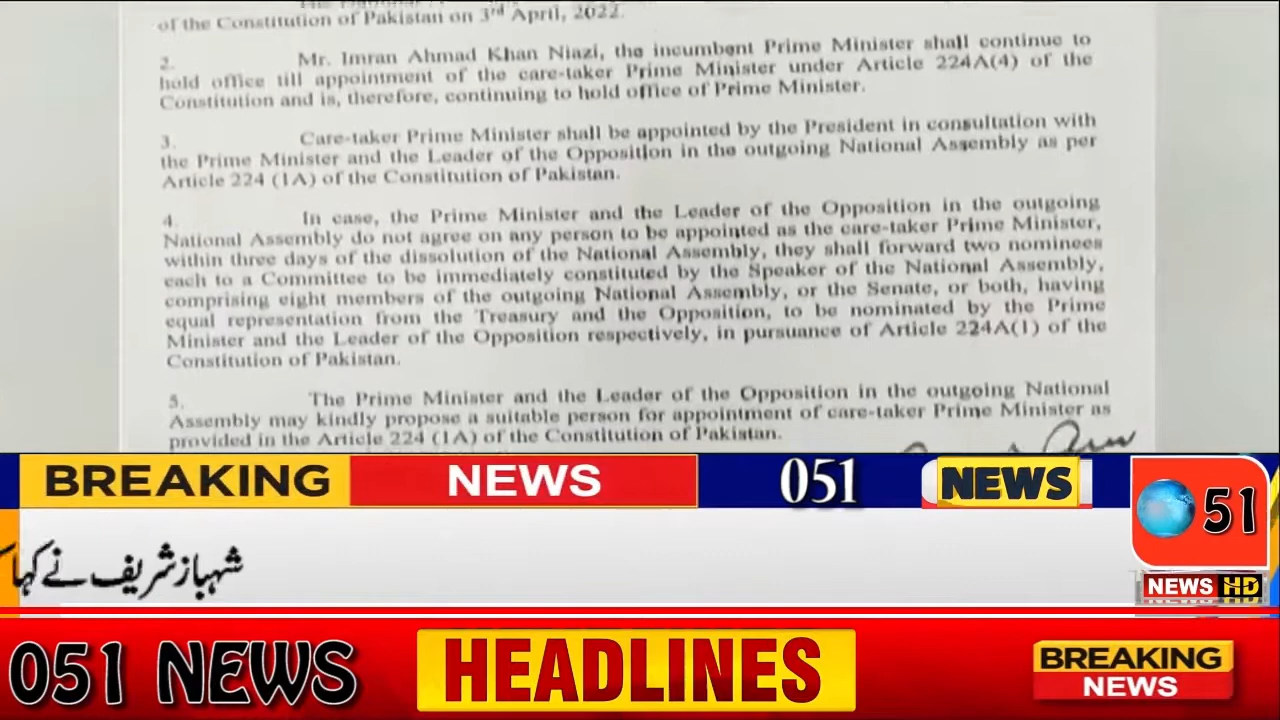 of the Constitution of Pakistan on 3rd April, 2022.
2. Mr. Imran Ahmad Khan Niazi, the incumbent Prime Minister shall continue to
hold office till appointment of the care-taker Prime Minister under Article 224A(4) of the
Constitution and is, therefore, continuing to hold office of Prime Minister.
3. Care-taker Prime Minister shall be appointed by the President in consultation with
the Prime Minister and the Leader of the Opposition in the outgoing National Assembly as per
Article 224 (1A) of the Constitution of Pakistan.
4. In case, the Prime Minister and the Leader of the Opposition in the outgoing
National Assembly do not agree on any person to be appointed as the care-taker Prime Minister,
within three days of the dissolution of the National Assembly, they shall forward two nominees
each to a Committee to be immediately constituted by the Speaker of the National Assembly,
comprising eight members of the outgoing National Assembly, or the Senate, or both, having
equal representation from the Treasury and the Opposition, to be nominated by the Prime
Minister and the Leader of the Opposition respectively, in pursuance of Article 224A(1) of the
Constitution of Pakistan.
5. The Prime Minister and the Leader of the Opposition in the outgoing National
Assembly may kindly propose a suitable person for appointment of care-taker Prime Minister as
provided in the Article 224 (1A) of the Constitution of Pakistan.
BREAKING NEWS 051 NEWS
51
NEWS HD
شہباز شریف نے کہا
051 NEWS HEADLINES BREAKING NEWS